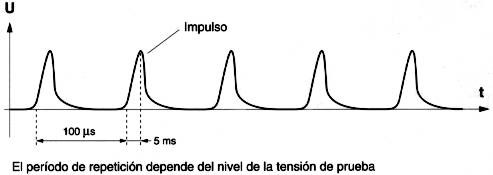 U
Impulso
t
100 µs
5 ms
El período de repetición depende del nivel de la tensión de prueba